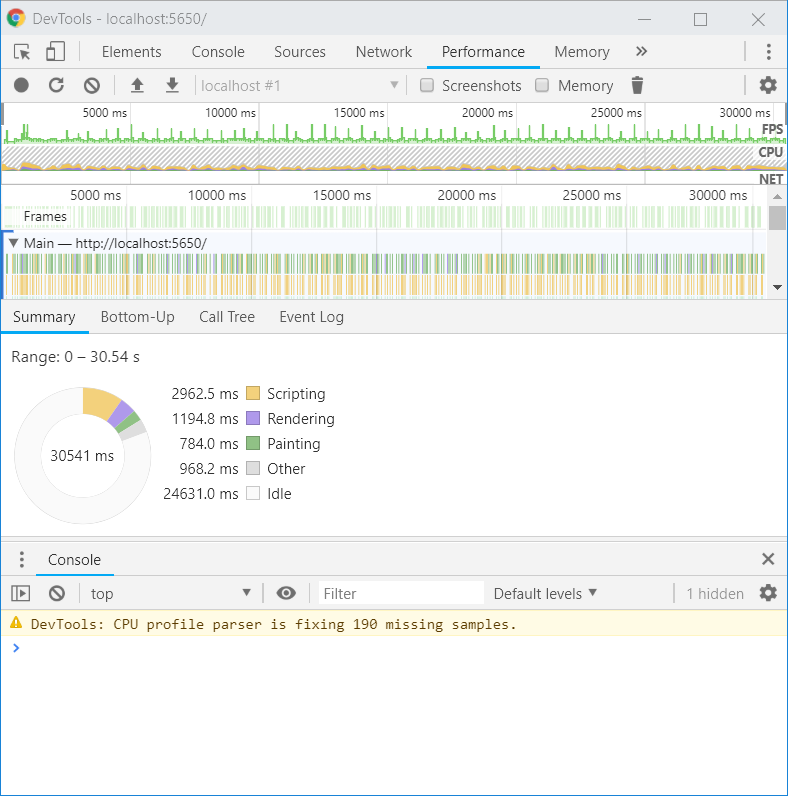 DevTools - localhost:5650/
Elements Console Sources Network Performance Memory »
localhost #1 Screenshots Memory
5000 ms 10000 ms 15000 ms 20000 ms 25000 ms 30000 ms
FPS
CPU
NET
5000 ms 10000 ms 15000 ms 20000 ms 25000 ms 30000 ms
Frames
Main — http://localhost:5650/
Summary Bottom-Up Call Tree Event Log
Range: 0 – 30.54 s
2962.5 ms Scripting
1194.8 ms Rendering
784.0 ms Painting
30541 ms
968.2 ms Other
24631.0 ms Idle
Console
top Filter Default levels 1 hidden
DevTools: CPU profile parser is fixing 190 missing samples.